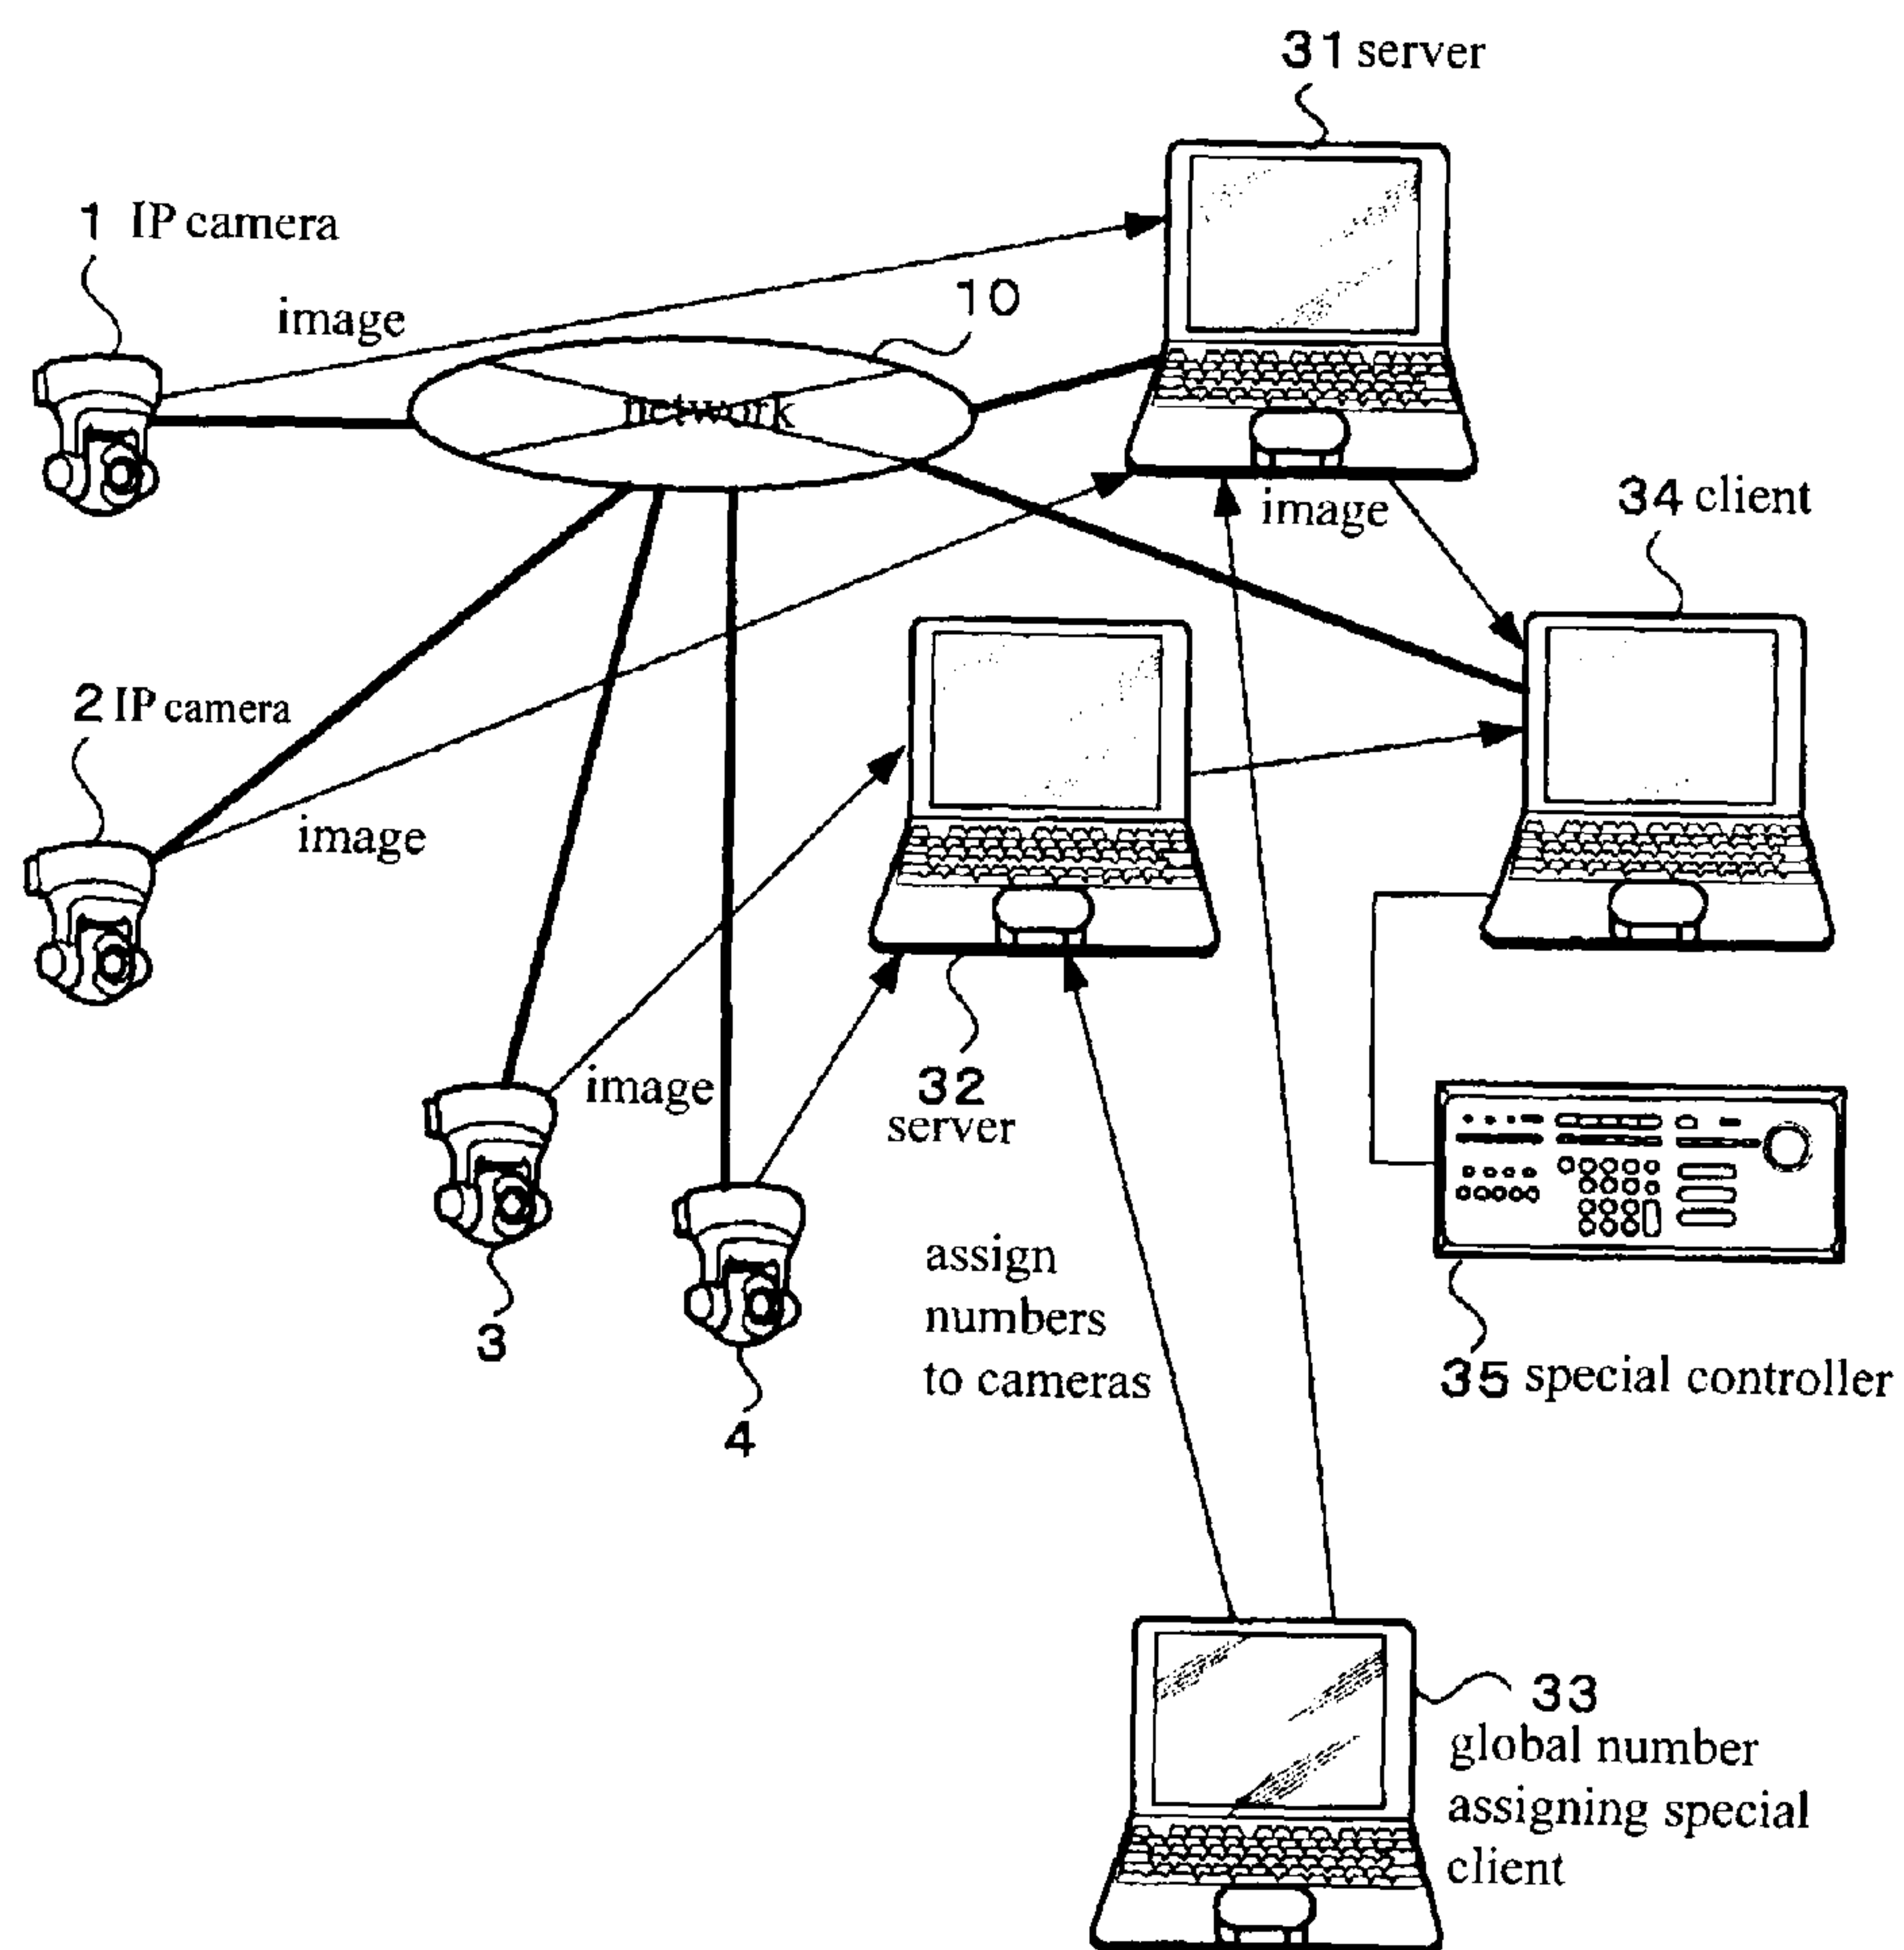 31 server
1 IP camera
image
10
network
image
34 client
2 IP camera
image
image
32
server
3
4
assign
numbers
to cameras
35 special controller
33
global number
assigning special
client